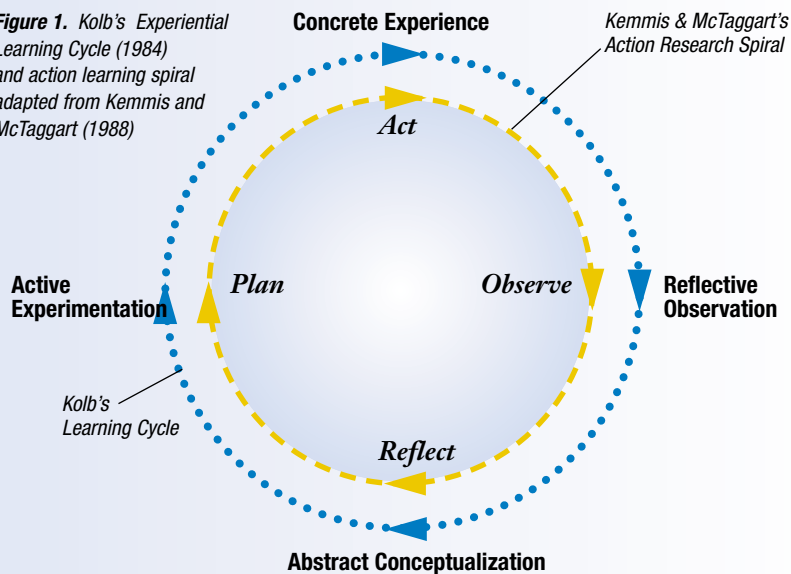 Figure 1. Kolb's Experiential
Learning Cycle (1984)
and action learning spiral
adapted from Kemmis and
McTaggart (1988)
Concrete Experience
Kemmis & McTaggart's
Action Research Spiral
Act
Active
Experimentation
Plan
Observe
Reflective
Observation
Kolb's
Learning Cycle
Reflect
Abstract Conceptualization